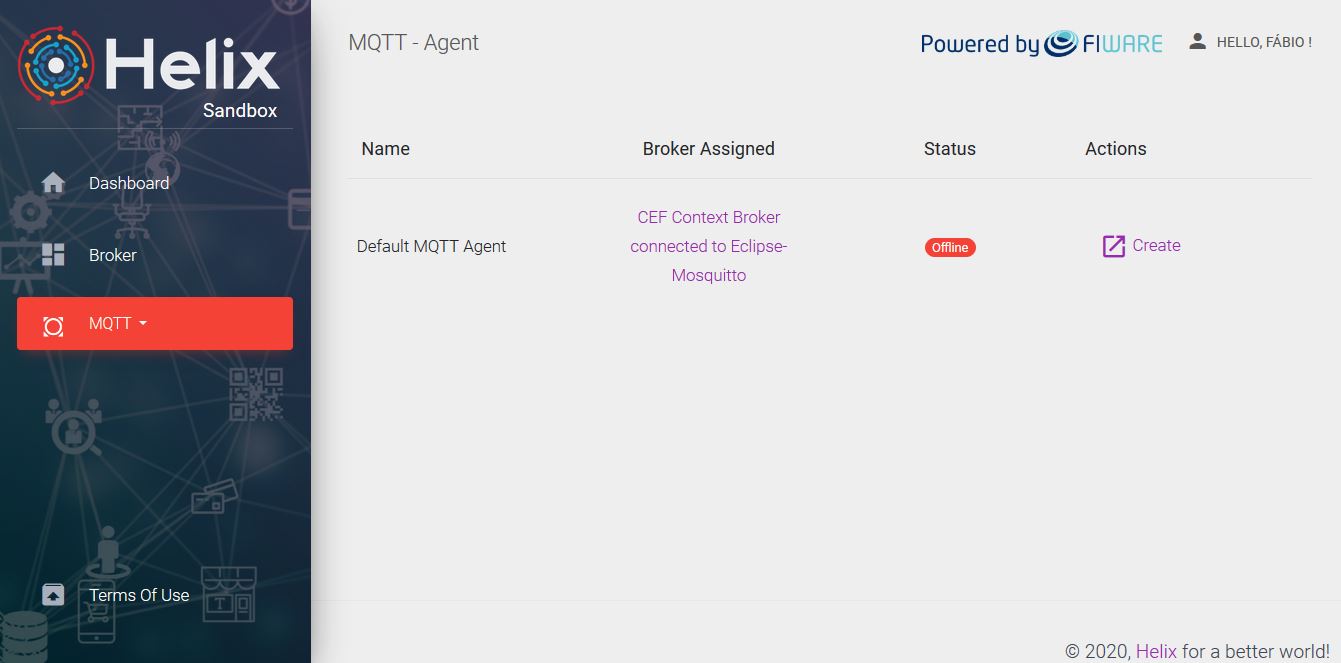 Helix
Sandbox
Dashboard
Broker
MQTT
Terms Of Use
MQTT - Agent
Powered by FIWARE
HELLO, FÁBIO !
Name Broker Assigned Status Actions
Default MQTT Agent
CEF Context Broker
connected to Eclipse-
Mosquitto
Offline
Create
© 2020, Helix for a better world!